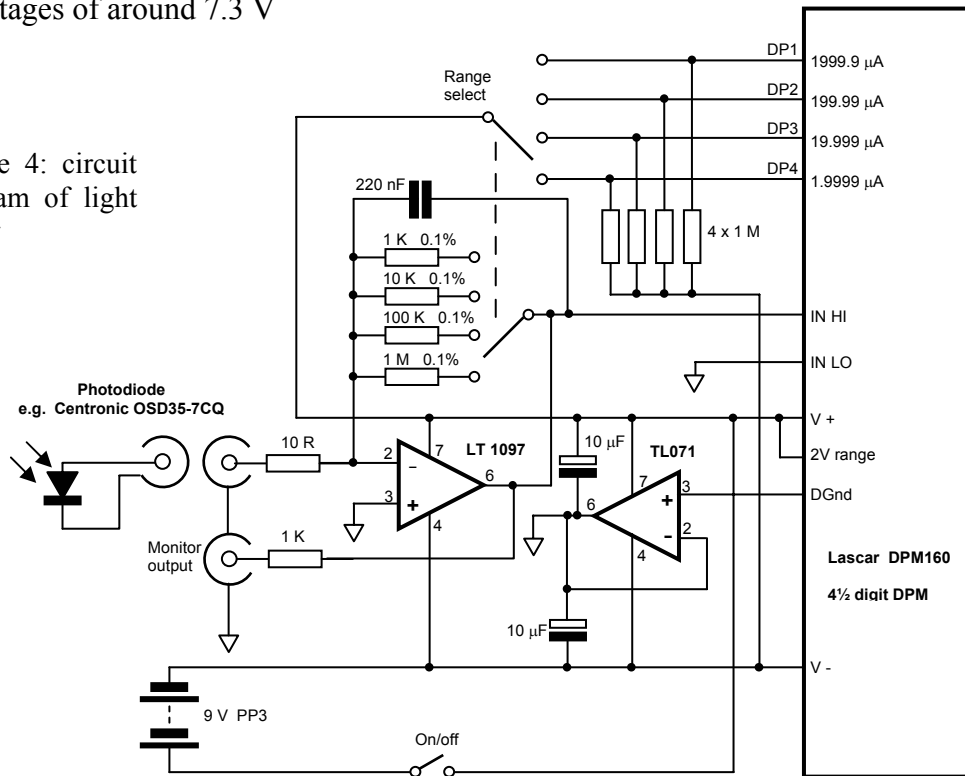 tages of around 7.3 V
e 4: circuit
am of light
Range
select
DP1
1999.9 µA
DP2
199.99 µA
DP3
19.999 µA
DP4
1.9999 µA
220 nF
1 K 0.1%
10 K 0.1%
100 K 0.1%
1 M 0.1%
4 x 1 M
IN HI
IN LO
Photodiode
e.g. Centronic OSD35-7CQ
V +
2V range
DGnd
10 R
2
–
7
LT 1097
6
3
+
4
10 µF
TL071
7
6
3
+
2
–
4
Monitor
output
1 K
Lascar DPM160
4½ digit DPM
10 µF
V -
9 V PP3
On/off